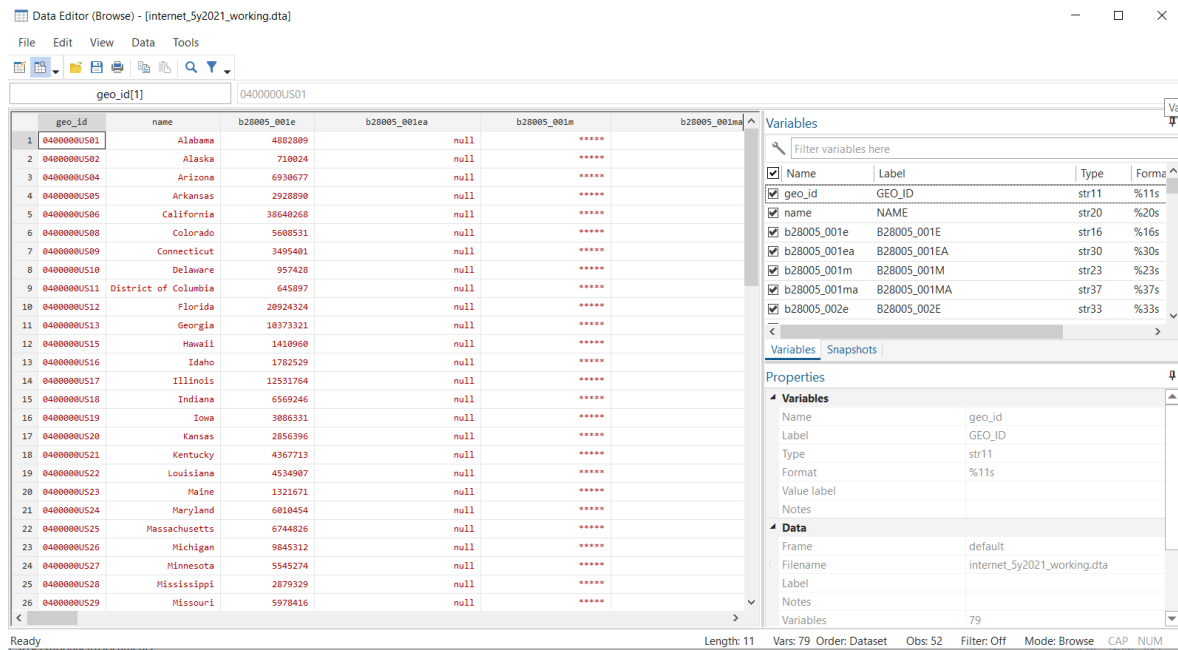 Data Editor (Browse) - [internet_5y2021_working.dta]
File Edit View Data Tools
geo_id[1] 0400000US01
geo_id name b28005_001e b28005_001ea b28005_001m b28005_001ma
1 0400000US01 Alabama 4882809 null *****
2 0400000US02 Alaska 710024 null *****
3 0400000US04 Arizona 6930677 null *****
4 0400000US05 Arkansas 2928890 null *****
5 0400000US06 California 38640268 null *****
6 0400000US08 Colorado 5608531 null *****
7 0400000US09 Connecticut 3495401 null *****
8 0400000US10 Delaware 957428 null *****
9 0400000US11 District of Columbia 645897 null *****
10 0400000US12 Florida 20924324 null *****
11 0400000US13 Georgia 10373321 null *****
12 0400000US15 Hawaii 1410960 null *****
13 0400000US16 Idaho 1782529 null *****
14 0400000US17 Illinois 12531764 null *****
15 0400000US18 Indiana 6569246 null *****
16 0400000US19 Iowa 3086331 null *****
17 0400000US20 Kansas 2856396 null *****
18 0400000US21 Kentucky 4367713 null *****
19 0400000US22 Louisiana 4534907 null *****
20 0400000US23 Maine 1321671 null *****
21 0400000US24 Maryland 6010454 null *****
22 0400000US25 Massachusetts 6744826 null *****
23 0400000US26 Michigan 9845312 null *****
24 0400000US27 Minnesota 5545274 null *****
25 0400000US28 Mississippi 2879329 null *****
26 0400000US29 Missouri 5978416 null *****
Variables
Filter variables here
Name Label Type Forma
geo_id GEO_ID str11 %11s
name NAME str20 %20s
b28005_001e B28005_001E str16 %16s
b28005_001ea B28005_001EA str30 %30s
b28005_001m B28005_001M str23 %23s
b28005_001ma B28005_001MA str37 %37s
b28005_002e B28005_002E str33 %33s
Variables Snapshots
Properties
Variables
Name geo_id
Label GEO_ID
Type str11
Format %11s
Value label
Notes
Data
Frame default
Filename internet_5y2021_working.dta
Label
Notes
Variables 79
Ready Length: 11 Vars: 79 Order: Dataset Obs: 52 Filter: Off Mode: Browse CAP NUM